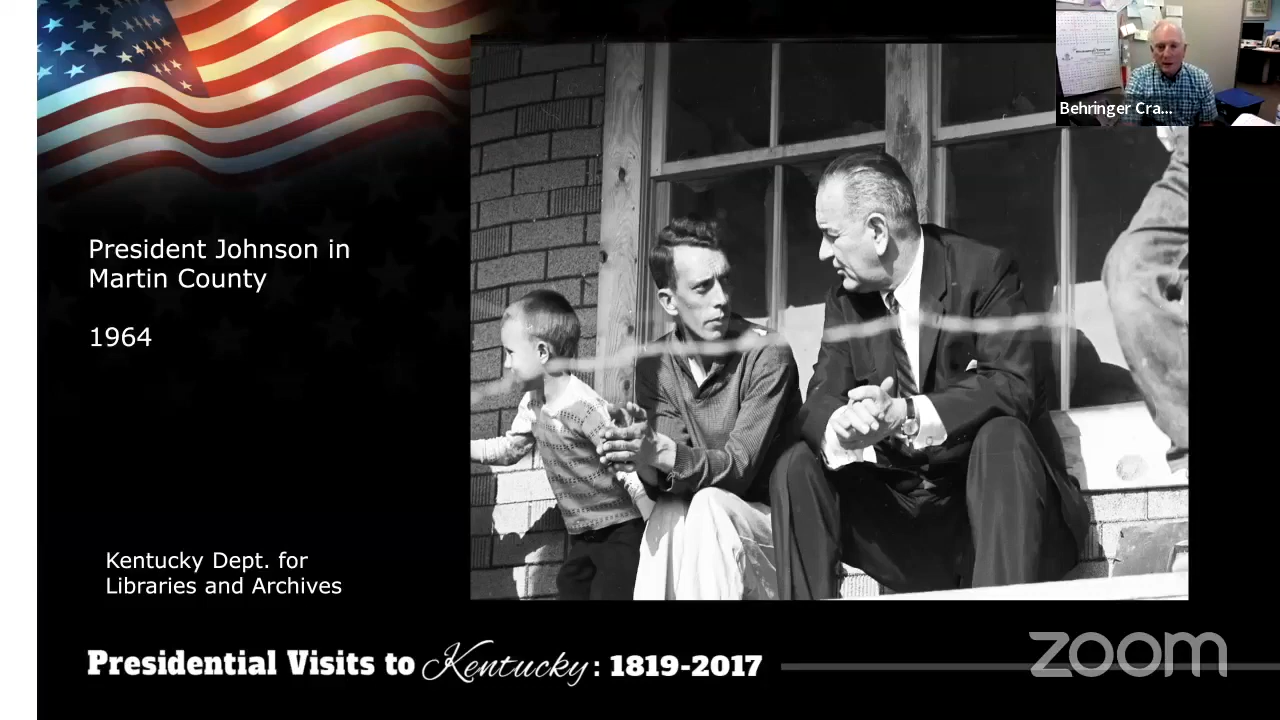 President Johnson in
Martin County
1964
Kentucky Dept. for
Libraries and Archives
Presidential Visits to Kentucky: 1819-2017
Behringer Cra...
zoom